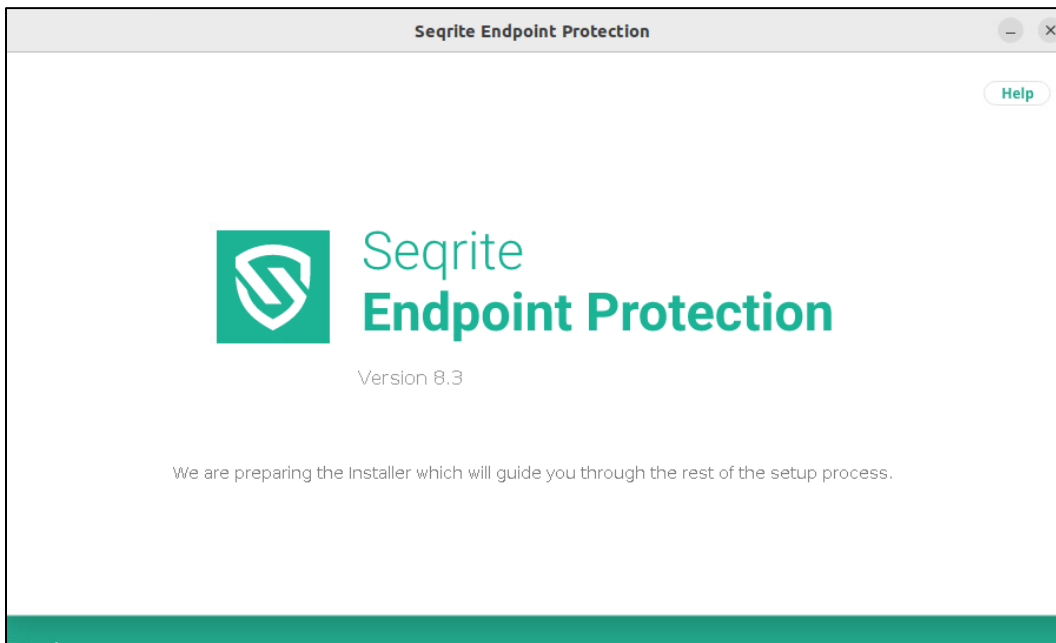 Seqrite Endpoint Protection
Help
Seqrite
Endpoint Protection
Version 8.3
We are preparing the Installer which will guide you through the rest of the setup process.